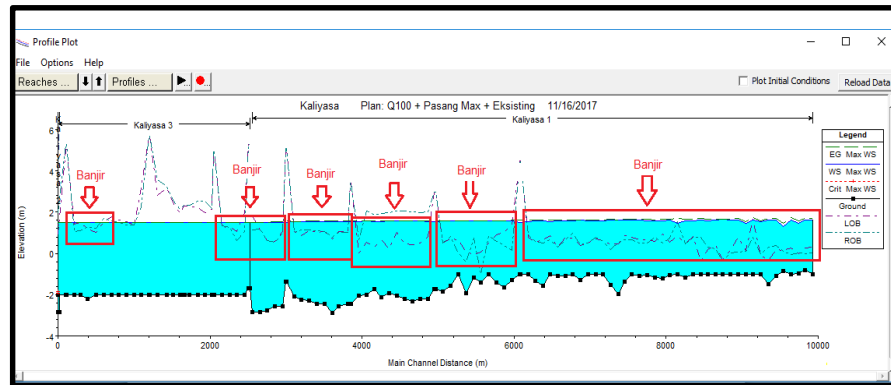 Profile Plot
File Options Help
Reaches ... Profiles ...
Plot Initial Conditions Reload Data
Kaliyasa Plan: Q100 + Pasang Max + Eksisting 11/16/2017
Kaliyasa 3 Kaliyasa 1
Legend
EG Max WS
WS Max WS
Crit Max WS
Ground
LOB
ROB
Banjir
Banjir
Banjir
Banjir
Banjir
Banjir
Elevation (m)
6
4
2
0
-2
-4
0 2000 4000 6000 8000 10000
Main Channel Distance (m)